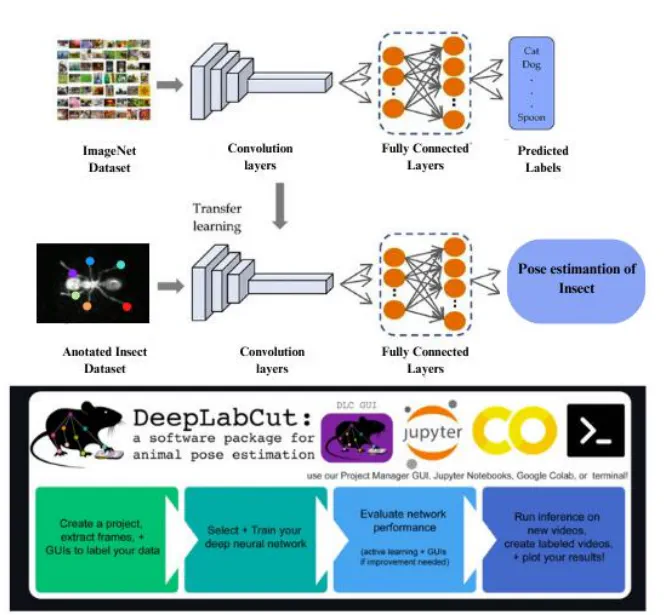 Cat
Dog
.
.
.
Spoon
ImageNet
Dataset
Convolution
layers
Fully Connected
Layers
Predicted
Labels
Transfer
learning
Pose estimantion of
Insect
Anotated Insect
Dataset
Convolution
layers
Fully Connected
Layers
DeepLabCut:
a software package for
animal pose estimation
DLC GUI
jupyter
CO
>_
use our Project Manager GUI, Jupyter Notebooks, Google Colab, or terminal!
Create a project,
extract frames, +
GUIs to label your data
Select + Train your
deep neural network
Evaluate network
performance
(active learning + GUIs
if improvement needed)
Run inference on
new videos,
create labeled videos,
+ plot your results!